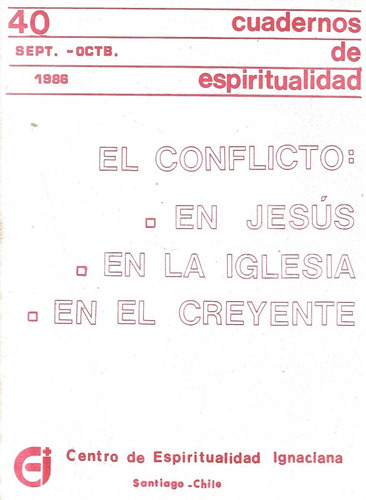 40 cuadernos
SEPT. -OCTB. de
1986 espiritualidad
EL CONFLICTO:
EN JESÚS
EN LA IGLESIA
EN EL CREYENTE
Centro de Espiritualidad Ignaciana
Santiago -Chile